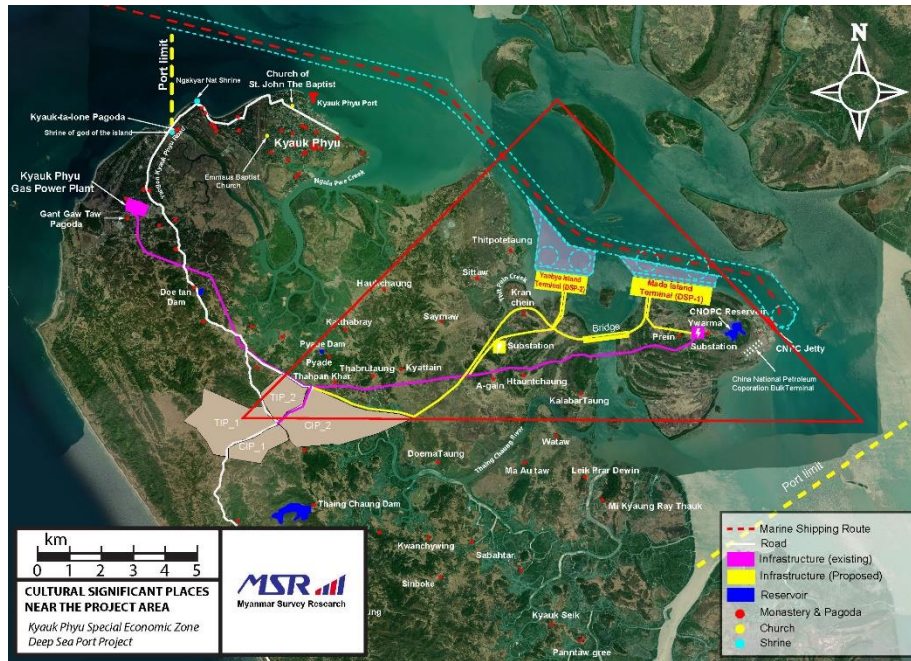 N
Port limit
Ngakyar Nat Shrine
Church of
St. John The Baptist
Kyauk Phyu Port
Kyauk-ta-lone Pagoda
Shrine of god of the island
Kyauk Phyu
Emmaus Baptist
Church
Kyauk Phyu
Gas Power Plant
Gant Gaw Taw
Pagoda
Thitpotetaung
Sittaw
Kran
chein
Yanbye Island
Terminal (DSP-2)
Made Island
Terminal (DSP-1)
CNOPC Reservoir
Ywarma
Doe tan
Dam
Saymaw
Bridge
Prein
Substation
CNPC Jetty
Pyade Dam
Pyade
Substation
China National Petroleum
Thahpan Khat
Thabrutaung
Kyattain
A-gain
Htauntchaung
KalabarTaung
TIP_2
TIP_1
CIP_1
CIP_2
DoemaTaung
Thaing Chaung River
Wataw
Ma Au taw
Leik Prar Dewin
Mi Kyaung Ray Thauk
Port limit
Thaing Chaung Dam
Kwanchywing
Sabahtar
Sinboke
Kyauk Seik
Panntaw gree
km
0 1 2 3 4 5
CULTURAL SIGNIFICANT PLACES
NEAR THE PROJECT AREA
Kyauk Phyu Special Economic Zone
Deep Sea Port Project
MSR
Myanmar Survey Research
Legend
Marine Shipping Route
Road
Infrastructure (existing)
Infrastructure (Proposed)
Reservoir
Monastery & Pagoda
Church
Shrine